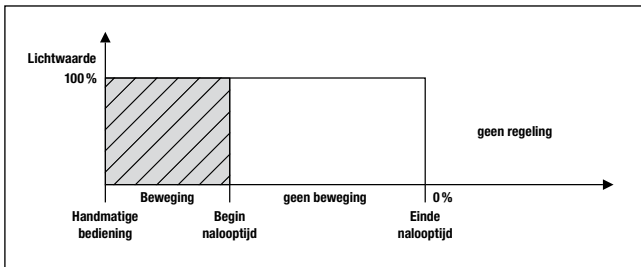 Lichtwaarde
100 %
geen regeling
Beweging
geen beweging
0 %
Handmatige
bediening
Begin
nalooptijd
Einde
nalooptijd